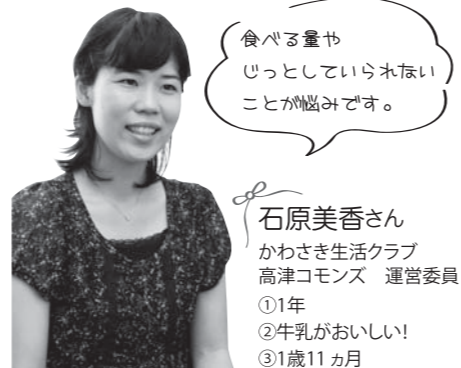 食べる量や
じっとしていられない
ことが悩みです。
石原美香さん
かわさき生活クラブ
高津コモンズ　運営委員
①1年
②牛乳がおいしい!
③1歳11ヵ月